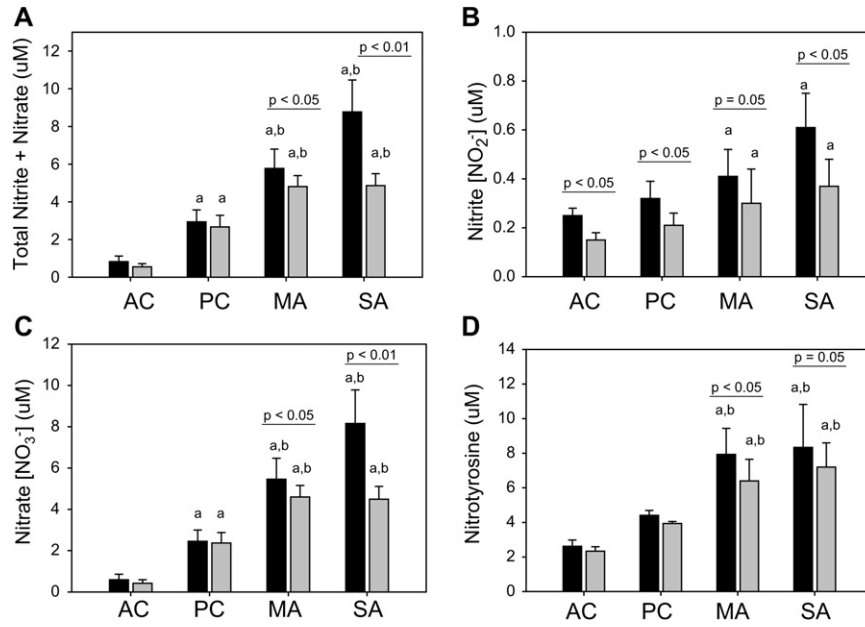 A
Total Nitrite + Nitrate (uM)
12
10
8
6
4
2
0
p < 0.01
a,b
p < 0.05
a,b
a,b
a,b
a a
AC PC MA SA
B
Nitrite [NO2-] (uM)
1.0
0.8
0.6
0.4
0.2
0.0
p < 0.05
a
p = 0.05
a
a
a
p < 0.05
p < 0.05
AC PC MA SA
C
Nitrate [NO3-] (uM)
12
10
8
6
4
2
0
p < 0.01
a,b
p < 0.05
a,b
a,b
a,b
a a
AC PC MA SA
D
Nitrotyrosine (uM)
16
14
12
10
8
6
4
2
0
p = 0.05
p < 0.05
a,b
a,b
a,b
a,b
AC PC MA SA